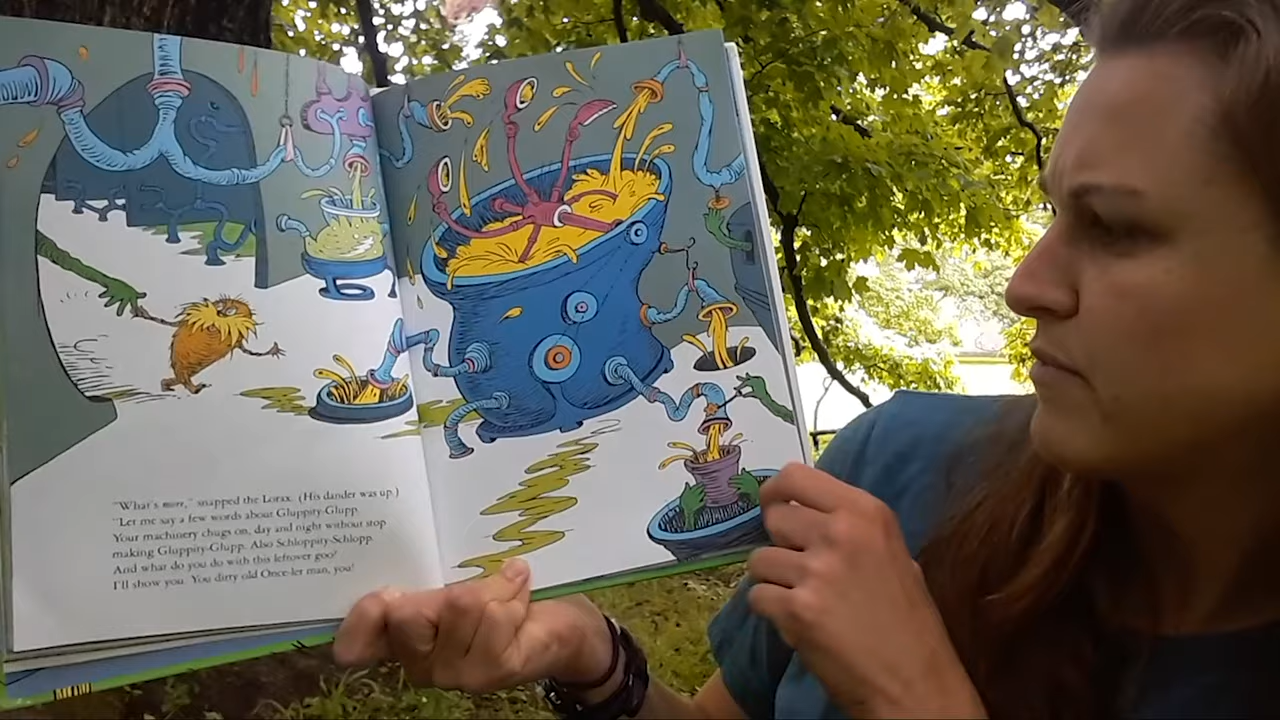 "What's more," snapped the Lorax. (His dander was up.)
"Let me say a few words about Gluppity-Glupp.
Your machinery chugs on, day and night without stop
making Gluppity-Glupp. Also Schloppity-Schlopp.
And what do you do with this leftover goo?
I'll show you. You dirty old Once-ler man, you!